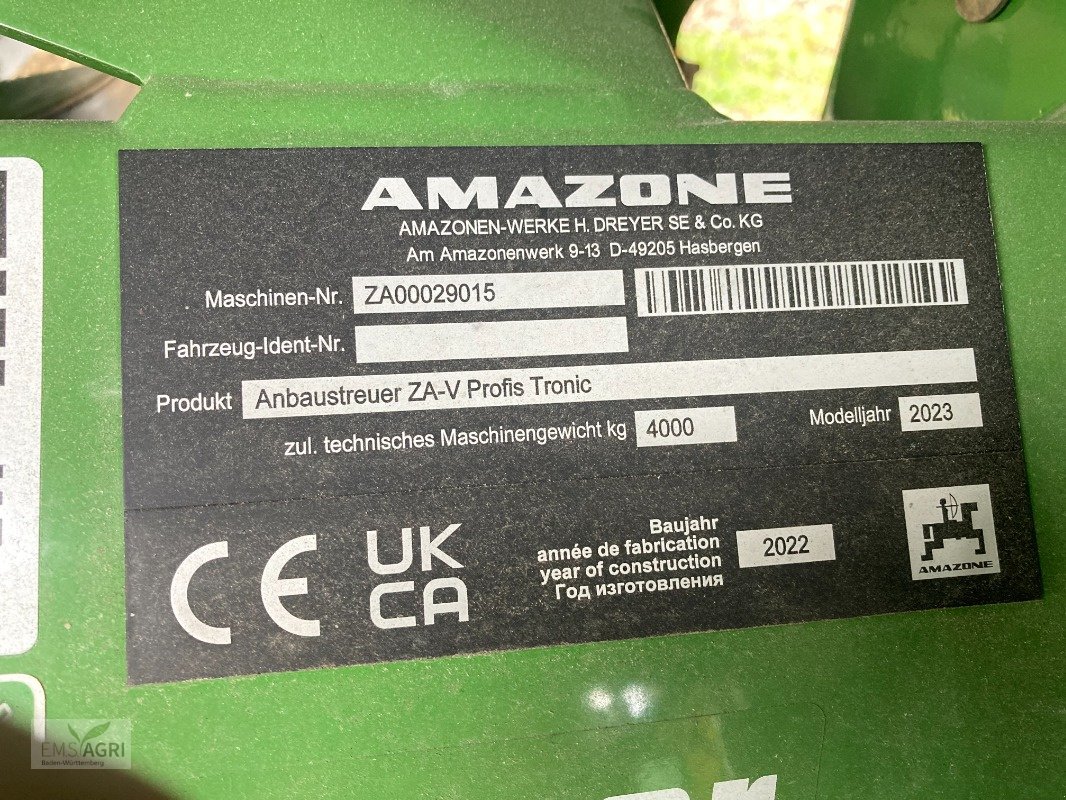 AMAZONE
AMAZONEN-WERKE H. DREYER SE & Co. KG
Am Amazonenwerk 9-13 D-49205 Hasbergen
Maschinen-Nr. ZA00029015
Fahrzeug-Ident-Nr.
Produkt Anbaustreuer ZA-V Profis Tronic
zul. technisches Maschinengewicht kg 4000 Modelljahr 2023
CE UK CA
Baujahr
année de fabrication
year of construction 2022
Год изготовления
AMAZONE
EMS AGRI
Baden-Württemberg